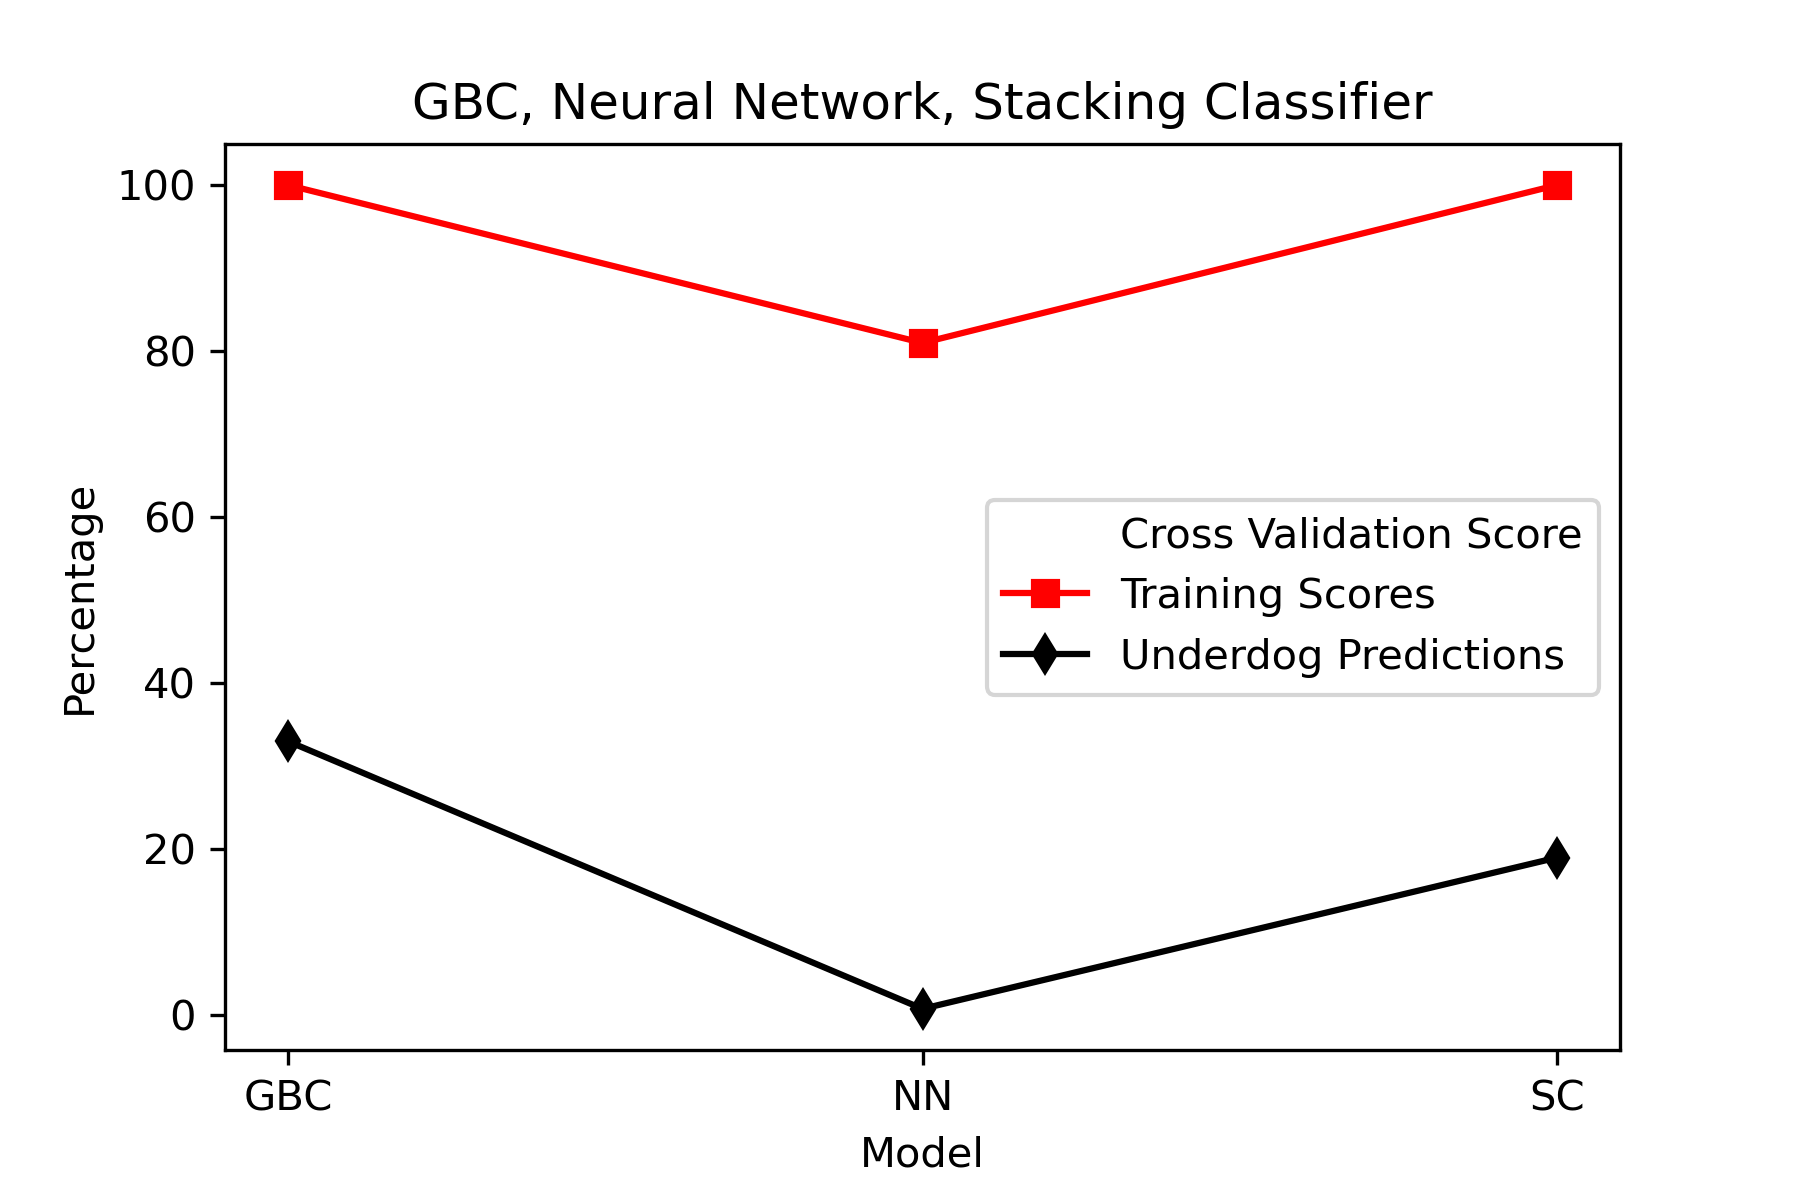 GBC, Neural Network, Stacking Classifier
100
80
60
40
20
0
Percentage
Cross Validation Score
Training Scores
Underdog Predictions
GBC
NN
SC
Model